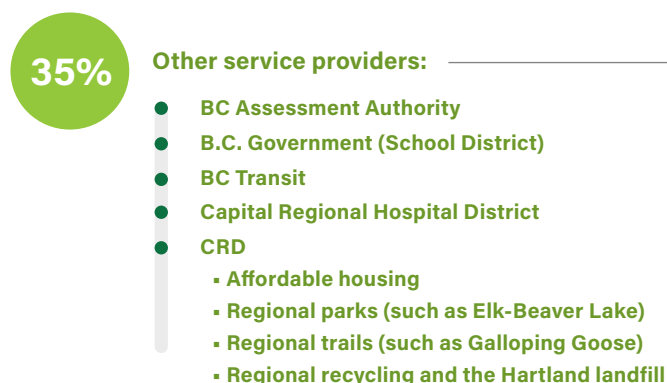 35%
Other service providers:
BC Assessment Authority
B.C. Government (School District)
BC Transit
Capital Regional Hospital District
CRD
▪ Affordable housing
▪ Regional parks (such as Elk-Beaver Lake)
▪ Regional trails (such as Galloping Goose)
▪ Regional recycling and the Hartland landfill